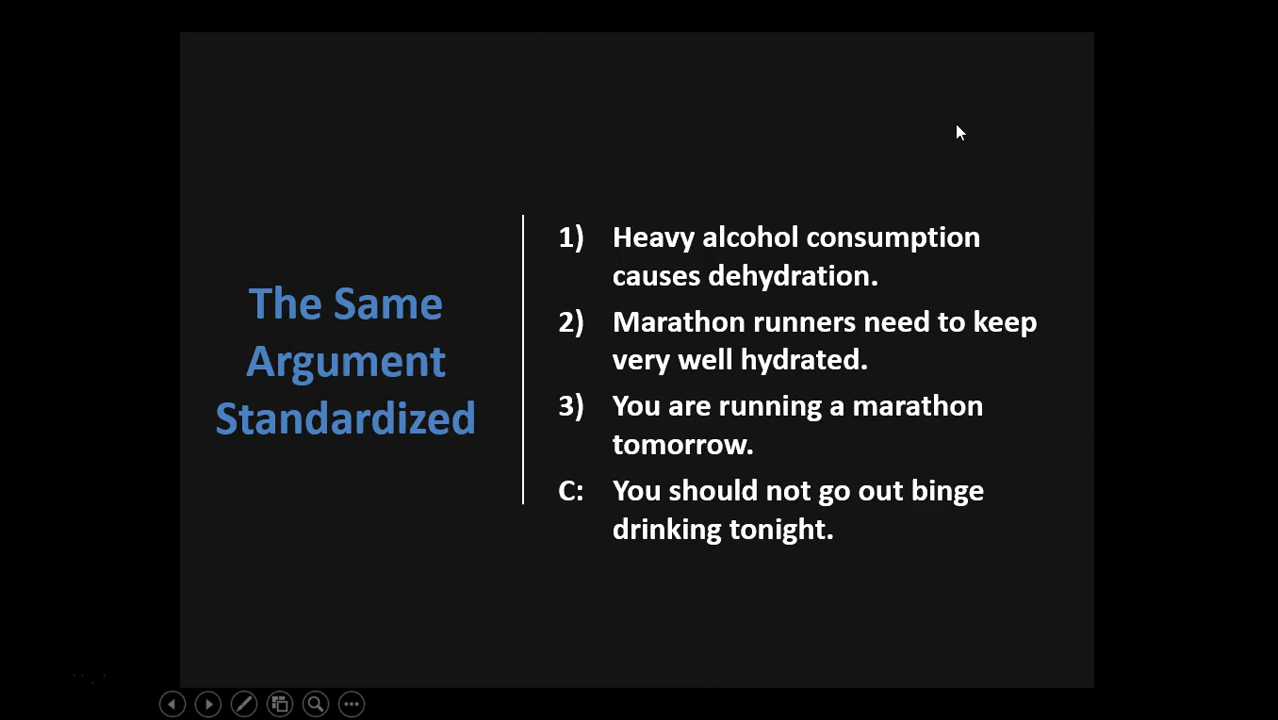 The Same
Argument
Standardized
1) Heavy alcohol consumption
causes dehydration.
2) Marathon runners need to keep
very well hydrated.
3) You are running a marathon
tomorrow.
C: You should not go out binge
drinking tonight.